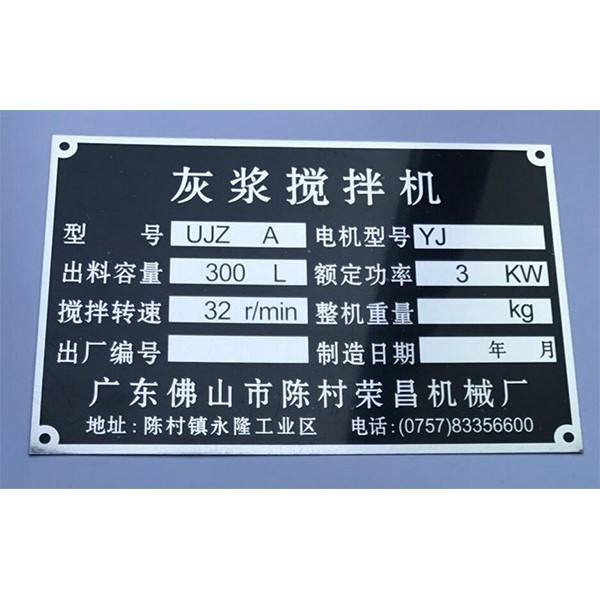 灰浆搅拌机
型 号 UJZ A 电机型号 YJ
出料容量 300 L 额定功率 3 KW
搅拌转速 32 r/min 整机重量 kg
出厂编号 制造日期 年 月
广东佛山市陈村荣昌机械厂
地址:陈村镇永隆工业区 电话:(0757)83356600